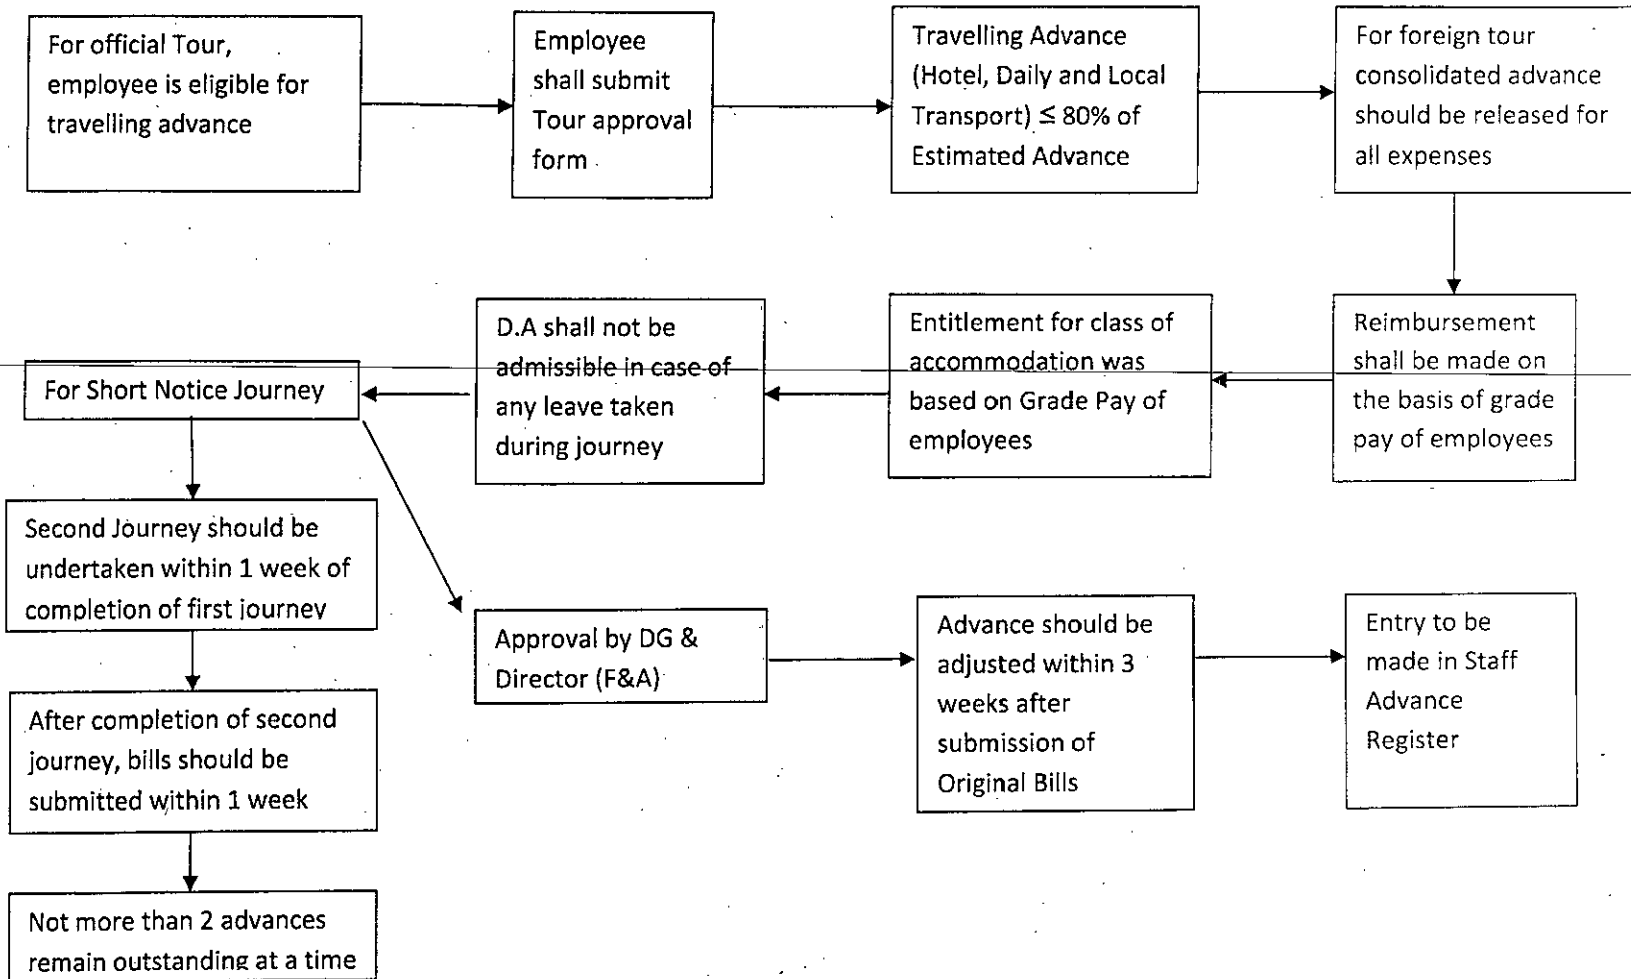 For official Tour,
employee is eligible for
travelling advance
Employee
shall submit
Tour approval
form
Travelling Advance
(Hotel, Daily and Local
Transport) ≤ 80% of
Estimated Advance
For foreign tour
consolidated advance
should be released for
all expenses
Reimbursement
shall be made on
the basis of grade
pay of employees
Entitlement for class of
accommodation was
based on Grade Pay of
employees
D.A shall not be
admissible in case of
any leave taken
during journey
For Short Notice Journey
Second Journey should be
undertaken within 1 week of
completion of first journey
After completion of second
journey, bills should be
submitted within 1 week
Not more than 2 advances
remain outstanding at a time
Approval by DG &
Director (F&A)
Advance should be
adjusted within 3
weeks after
submission of
Original Bills
Entry to be
made in Staff
Advance
Register